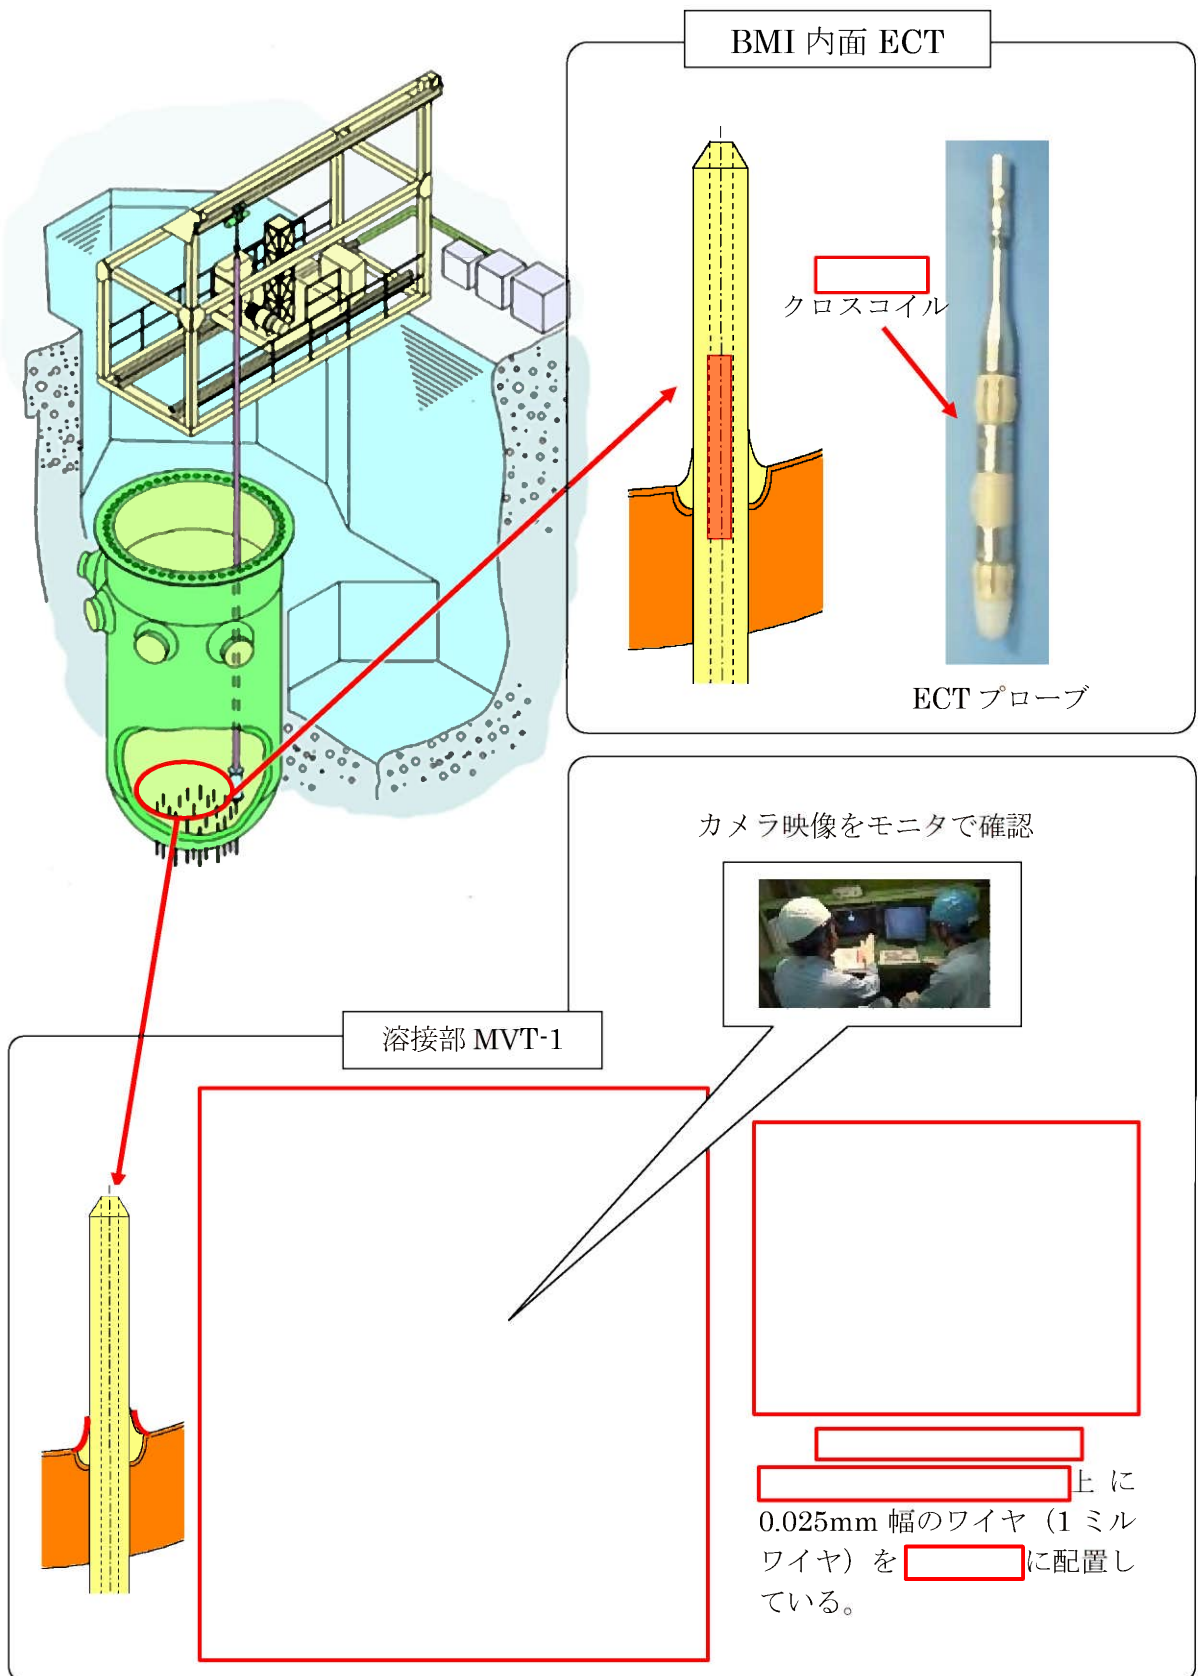 BMI 内面 ECT
クロスコイル
ECT プローブ
カメラ映像をモニタで確認
溶接部 MVT-1
上 に
0.025mm 幅のワイヤ（1 ミル
ワイヤ）を に配置し
ている。